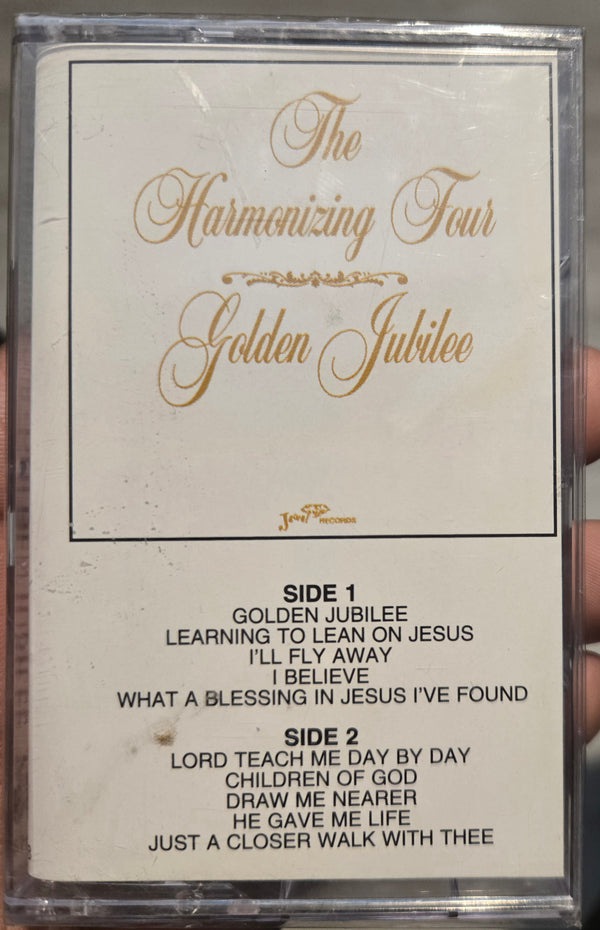 The
Harmonizing Four
Golden Jubilee
Jewel
RECORDS
SIDE 1
GOLDEN JUBILEE
LEARNING TO LEAN ON JESUS
I'LL FLY AWAY
I BELIEVE
WHAT A BLESSING IN JESUS I'VE FOUND
SIDE 2
LORD TEACH ME DAY BY DAY
CHILDREN OF GOD
DRAW ME NEARER
HE GAVE ME LIFE
JUST A CLOSER WALK WITH THEE